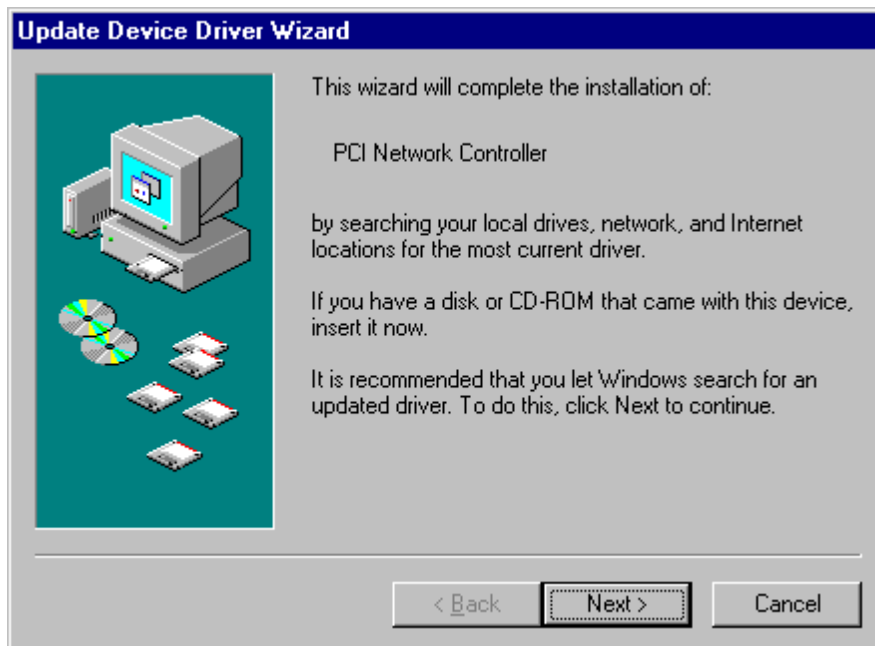 Update Device Driver Wizard
This wizard will complete the installation of:
PCI Network Controller
by searching your local drives, network, and Internet
locations for the most current driver.
If you have a disk or CD-ROM that came with this device,
insert it now.
It is recommended that you let Windows search for an
updated driver. To do this, click Next to continue.
< Back
Next >
Cancel